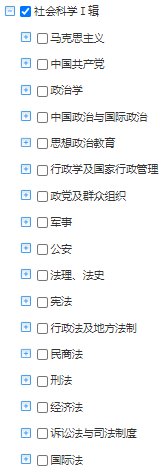 社会科学Ⅰ辑
马克思主义
中国共产党
政治学
中国政治与国际政治
思想政治教育
行政学及国家行政管理
政党及群众组织
军事
公安
法理、法史
宪法
行政法及地方法制
民商法
刑法
经济法
诉讼法与司法制度
国际法